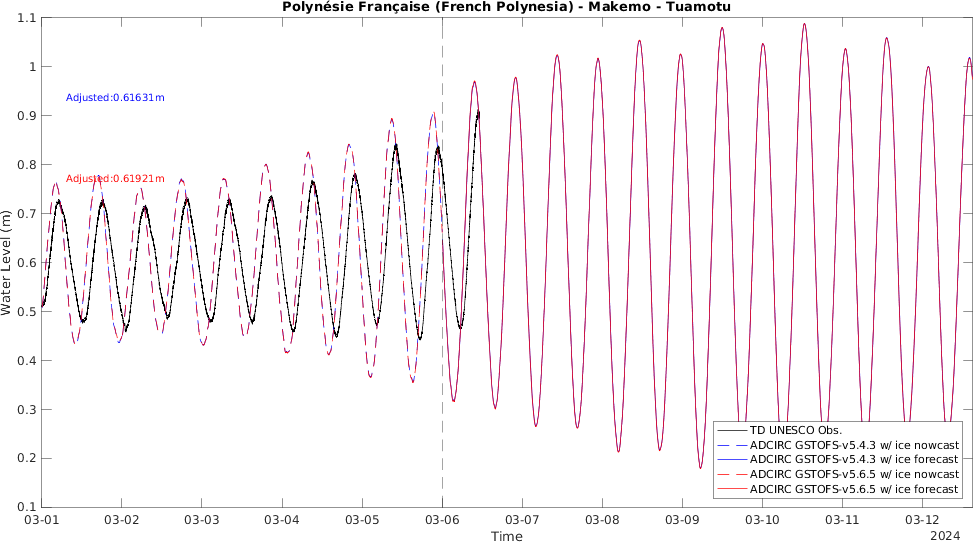 Polynésie Française (French Polynesia) - Makemo - Tuamotu
1.1
1
0.9
0.8
0.7
0.6
0.5
0.4
0.3
0.2
0.1
Water Level (m)
Adjusted:0.61631m
Adjusted:0.61921m
TD UNESCO Obs.
ADCIRC GSTOFS-v5.4.3 w/ ice nowcast
ADCIRC GSTOFS-v5.4.3 w/ ice forecast
ADCIRC GSTOFS-v5.6.5 w/ ice nowcast
ADCIRC GSTOFS-v5.6.5 w/ ice forecast
03-01 03-02 03-03 03-04 03-05 03-06 03-07 03-08 03-09 03-10 03-11 03-12
Time
2024